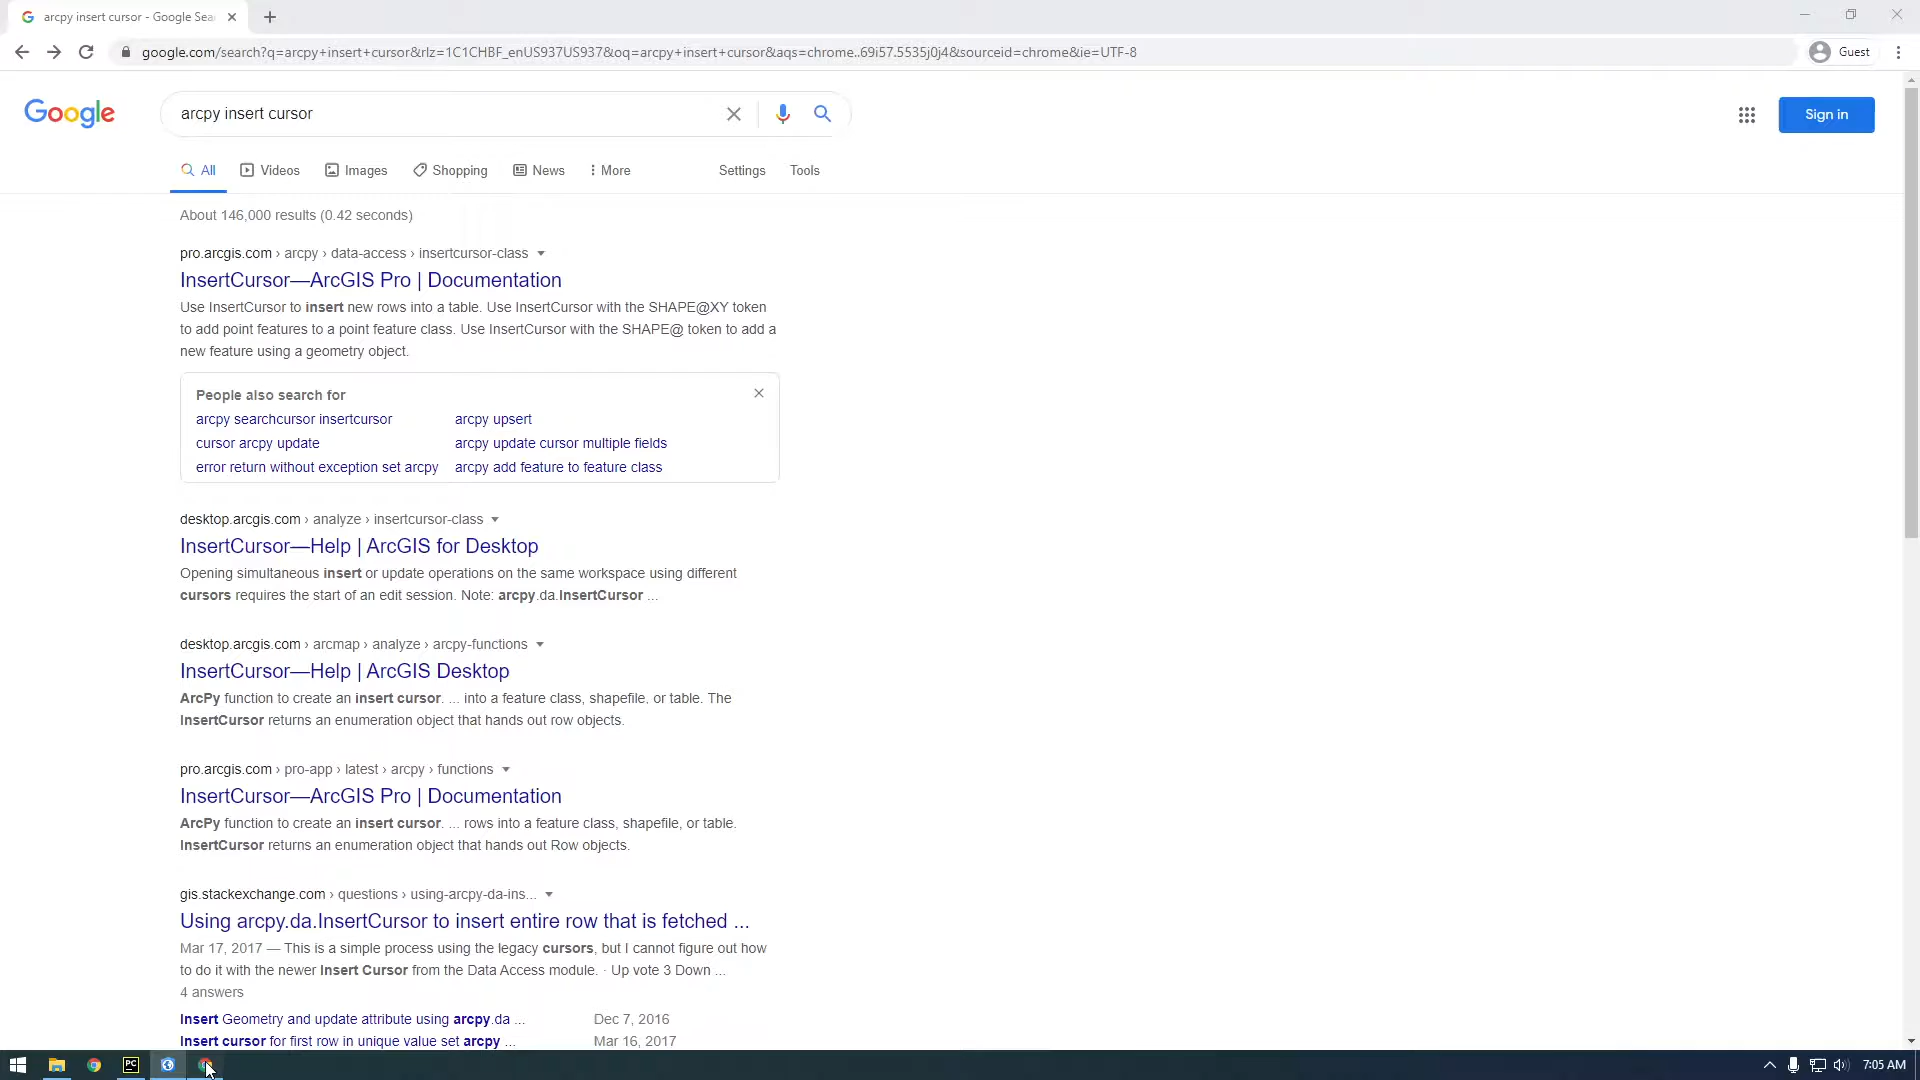 arcpy insert cursor - Google Sea
google.com/search?q=arcpy+insert+cursor&rlz=1C1CHBF_enUS937US937&oq=arcpy+insert+cursor&aqs=chrome..69i57.5535j0j4&sourceid=chrome&ie=UTF-8
Guest
Google
arcpy insert cursor
Sign in
All Videos Images Shopping News More Settings Tools
About 146,000 results (0.42 seconds)
pro.arcgis.com › arcpy › data-access › insertcursor-class
InsertCursor—ArcGIS Pro | Documentation
Use InsertCursor to insert new rows into a table. Use InsertCursor with the SHAPE@XY token
to add point features to a point feature class. Use InsertCursor with the SHAPE@ token to add a
new feature using a geometry object.
People also search for
arcpy searchcursor insertcursor arcpy upsert
cursor arcpy update arcpy update cursor multiple fields
error return without exception set arcpy arcpy add feature to feature class
desktop.arcgis.com › analyze › insertcursor-class
InsertCursor—Help | ArcGIS for Desktop
Opening simultaneous insert or update operations on the same workspace using different
cursors requires the start of an edit session. Note: arcpy.da.InsertCursor ...
desktop.arcgis.com › arcmap › analyze › arcpy-functions
InsertCursor—Help | ArcGIS Desktop
ArcPy function to create an insert cursor. ... into a feature class, shapefile, or table. The
InsertCursor returns an enumeration object that hands out row objects.
pro.arcgis.com › pro-app › latest › arcpy › functions
InsertCursor—ArcGIS Pro | Documentation
ArcPy function to create an insert cursor. ... rows into a feature class, shapefile, or table.
InsertCursor returns an enumeration object that hands out Row objects.
gis.stackexchange.com › questions › using-arcpy-da-ins...
Using arcpy.da.InsertCursor to insert entire row that is fetched ...
Mar 17, 2017 — This is a simple process using the legacy cursors, but I cannot figure out how
to do it with the newer Insert Cursor from the Data Access module. · Up vote 3 Down ...
4 answers
Insert Geometry and update attribute using arcpy.da ... Dec 7, 2016
Insert cursor for first row in unique value set arcpy ... Mar 16, 2017
PC
7:05 AM